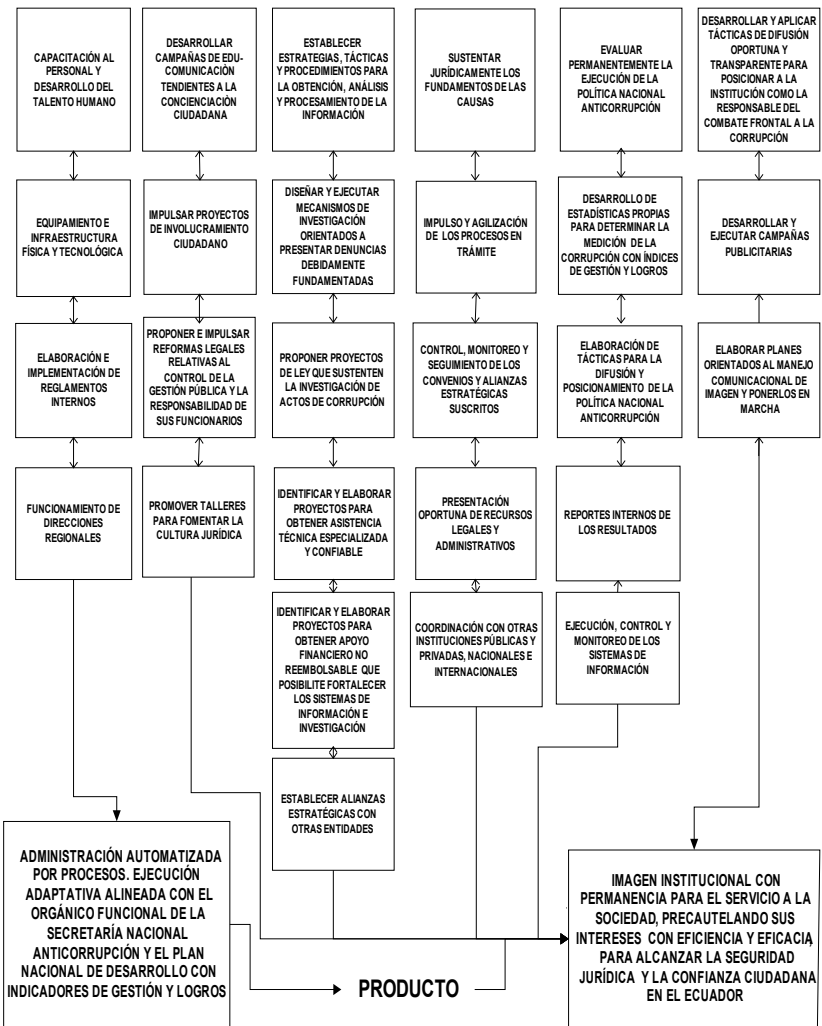 CAPACITACIÓN AL
PERSONAL Y
DESARROLLO DEL
TALENTO HUMANO
EQUIPAMIENTO E
INFRAESTRUCTURA
FÍSICA Y TECNOLÓGICA
ELABORACIÓN E
IMPLEMENTACIÓN DE
REGLAMENTOS
INTERNOS
FUNCIONAMIENTO DE
DIRECCIONES
REGIONALES
DESARROLLAR
CAMPAÑAS DE EDU-
COMUNICACIÒN
TENDIENTES A LA
CONCIENCIACIÒN
CIUDADANA
IMPULSAR PROYECTOS
DE INVOLUCRAMIENTO
CIUDADANO
PROPONER E IMPULSAR
REFORMAS LEGALES
RELATIVAS AL
CONTROL DE LA
GESTIÓN PÚBLICA Y LA
RESPONSABILIDAD DE
SUS FUNCIONARIOS
PROMOVER TALLERES
PARA FOMENTAR LA
CULTURA JURÍDICA
ESTABLECER
ESTRATEGIAS, TÁCTICAS
Y PROCEDIMIENTOS PARA
LA OBTENCIÓN, ANÁLISIS
Y PROCESAMIENTO DE LA
INFORMACIÓN
DISEÑAR Y EJECUTAR
MECANISMOS DE
INVESTIGACIÓN
ORIENTADOS A
PRESENTAR DENUNCIAS
DEBIDAMENTE
FUNDAMENTADAS
PROPONER PROYECTOS
DE LEY QUE SUSTENTEN
LA INVESTIGACIÓN DE
ACTOS DE CORRUPCIÓN
IDENTIFICAR Y ELABORAR
PROYECTOS PARA
OBTENER ASISTENCIA
TÉCNICA ESPECIALIZADA
Y CONFIABLE
IDENTIFICAR Y ELABORAR
PROYECTOS PARA
OBTENER APOYO
FINANCIERO NO
REEMBOLSABLE QUE
POSIBILITE FORTALECER
LOS SISTEMAS DE
INFORMACIÓN E
INVESTIGACIÓN
ESTABLECER ALIANZAS
ESTRATÉGICAS CON
OTRAS ENTIDADES
SUSTENTAR
JURÍDICAMENTE LOS
FUNDAMENTOS DE LAS
CAUSAS
IMPULSO Y AGILIZACIÓN
DE LOS PROCESOS EN
TRÁMITE
CONTROL, MONITOREO Y
SEGUIMIENTO DE LOS
CONVENIOS Y ALIANZAS
ESTRATÉGICAS
SUSCRITOS
PRESENTACIÓN
OPORTUNA DE RECURSOS
LEGALES Y
ADMINISTRATIVOS
COORDINACIÓN CON OTRAS
INSTITUCIONES PÚBLICAS Y
PRIVADAS, NACIONALES E
INTERNACIONALES
EVALUAR
PERMANENTEMENTE LA
EJECUCIÓN DE LA
POLÍTICA NACIONAL
ANTICORRUPCIÓN
DESARROLLO DE
ESTADÍSTICAS PROPIAS
PARA DETERMINAR LA
MEDICIÓN DE LA
CORRUPCIÓN CON ÍNDICES
DE GESTIÓN Y LOGROS
ELABORACIÓN DE
TÁCTICAS PARA LA
DIFUSIÓN Y
POSICIONAMIENTO DE LA
POLÍTICA NACIONAL
ANTICORRUPCIÓN
REPORTES INTERNOS DE
LOS RESULTADOS
EJECUCIÓN, CONTROL Y
MONITOREO DE LOS
SISTEMAS DE
INFORMACIÓN
DESARROLLAR Y APLICAR
TÁCTICAS DE DIFUSIÓN
OPORTUNA Y
TRANSPARENTE PARA
POSICIONAR A LA
INSTITUCIÓN COMO LA
RESPONSABLE DEL
COMBATE FRONTAL A LA
CORRUPCIÓN
DESARROLLAR Y
EJECUTAR CAMPAÑAS
PUBLICITARIAS
ELABORAR PLANES
ORIENTADOS AL MANEJO
COMUNICACIONAL DE
IMAGEN Y PONERLOS EN
MARCHA
ADMINISTRACIÓN AUTOMATIZADA
POR PROCESOS. EJECUCIÓN
ADAPTATIVA ALINEADA CON EL
ORGÁNICO FUNCIONAL DE LA
SECRETARÍA NACIONAL
ANTICORRUPCIÓN Y EL PLAN
NACIONAL DE DESARROLLO CON
INDICADORES DE GESTIÓN Y LOGROS
PRODUCTO
IMAGEN INSTITUCIONAL CON
PERMANENCIA PARA EL SERVICIO A LA
SOCIEDAD, PRECAUTELANDO SUS
INTERESES CON EFICIENCIA Y EFICACIA,
PARA ALCANZAR LA SEGURIDAD
JURÍDICA Y LA CONFIANZA CIUDADANA
EN EL ECUADOR